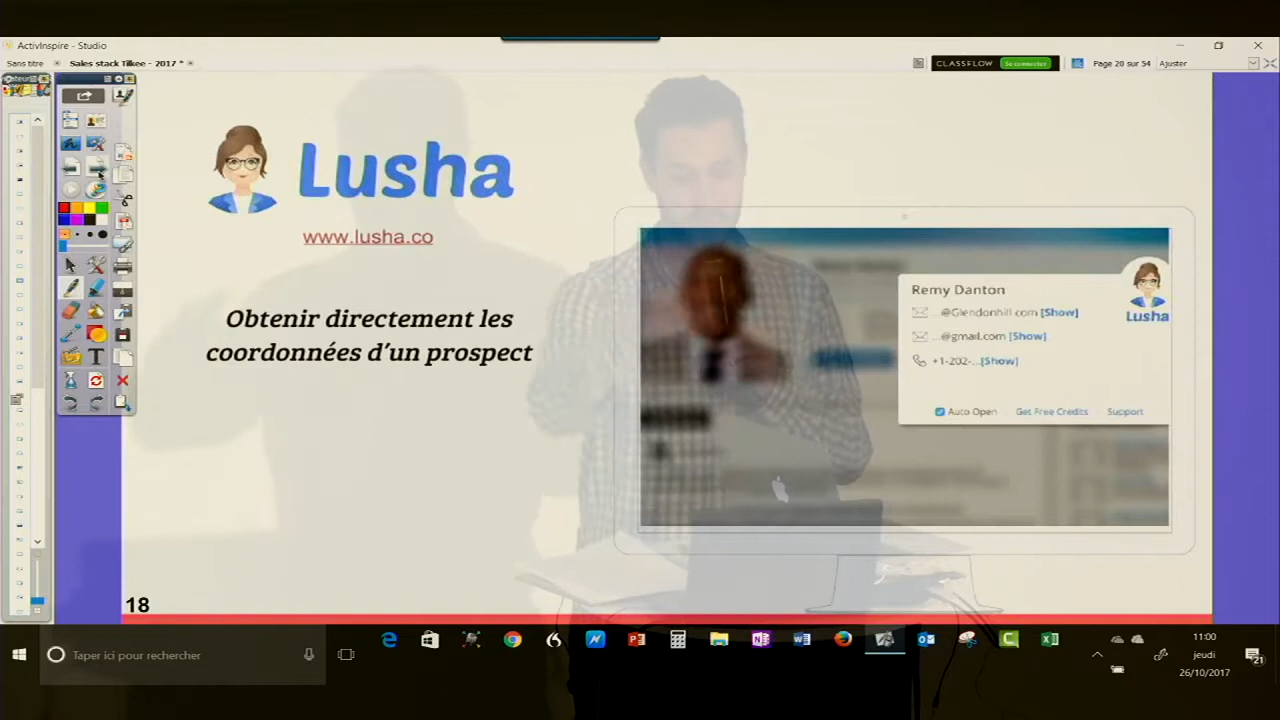 ActivInspire - Studio
Sans titre
Sales stack Tilkee - 2017 *
CLASSFLOW
Se connecter
Page 20 sur 54
Ajuster
Lusha
www.lusha.co
Obtenir directement les
coordonnées d'un prospect
Remy Danton
...@Glendonhill.com [Show)
...@gmail.com [Show)
+1-202-...[Show)
Lusha
Auto Open
Get Free Credits
Support
18
Taper ici pour rechercher
11:00
jeudi
26/10/2017
21